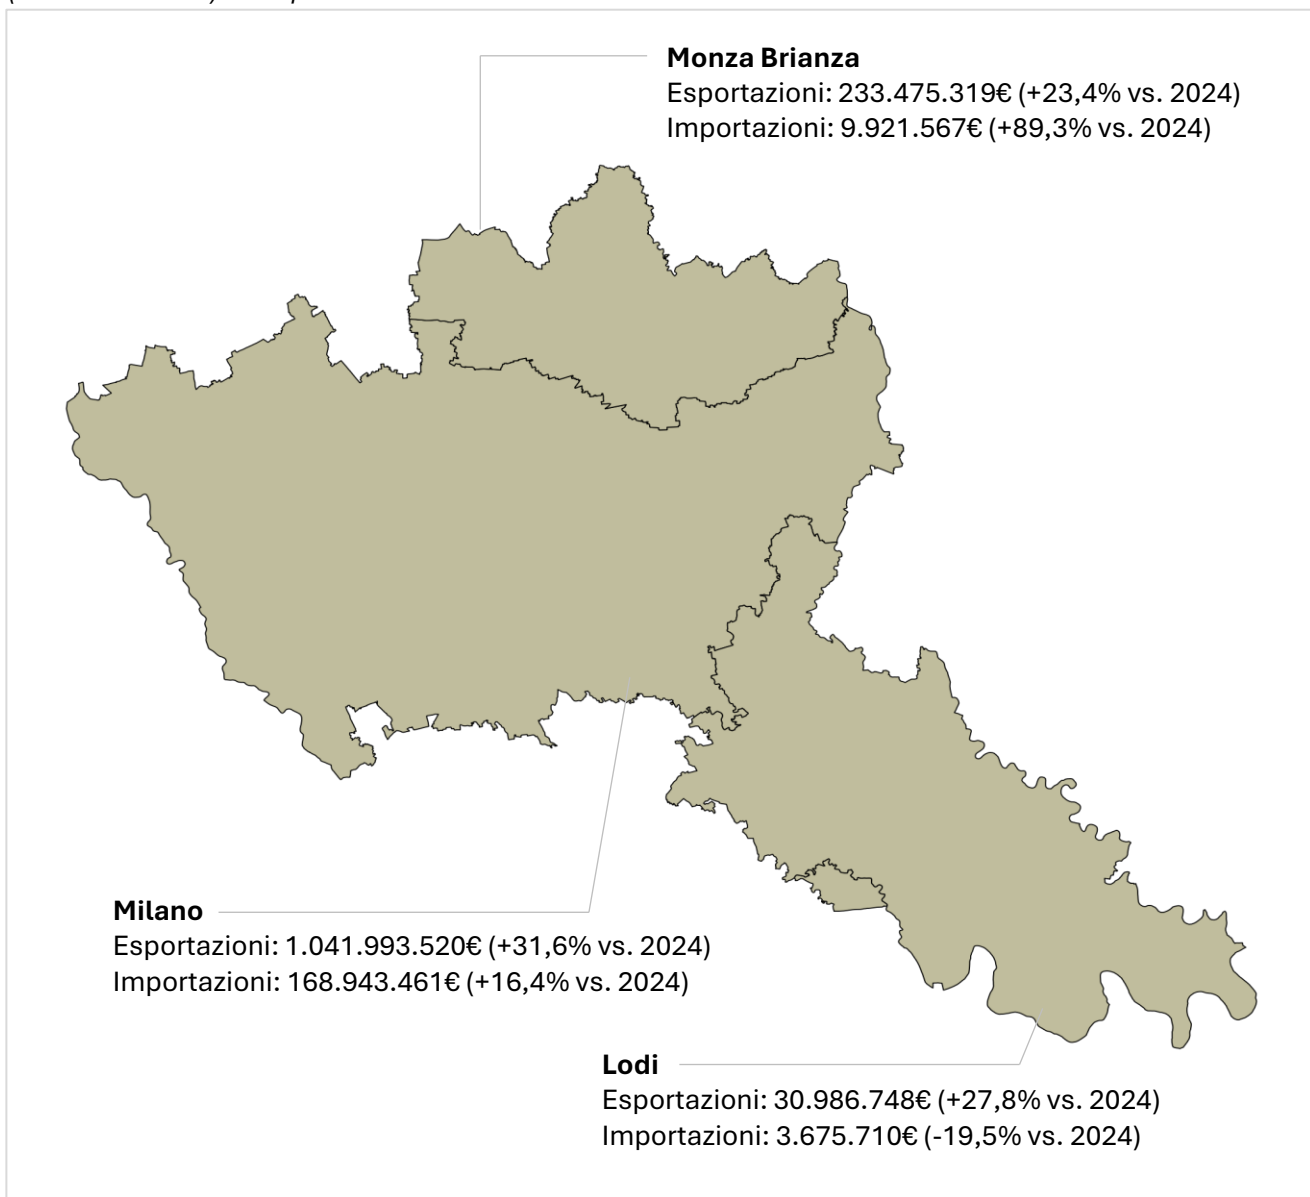 Monza Brianza
Esportazioni: 233.475.319€ (+23,4% vs. 2024)
Importazioni: 9.921.567€ (+89,3% vs. 2024)
Milano
Esportazioni: 1.041.993.520€ (+31,6% vs. 2024)
Importazioni: 168.943.461€ (+16,4% vs. 2024)
Lodi
Esportazioni: 30.986.748€ (+27,8% vs. 2024)
Importazioni: 3.675.710€ (-19,5% vs. 2024)